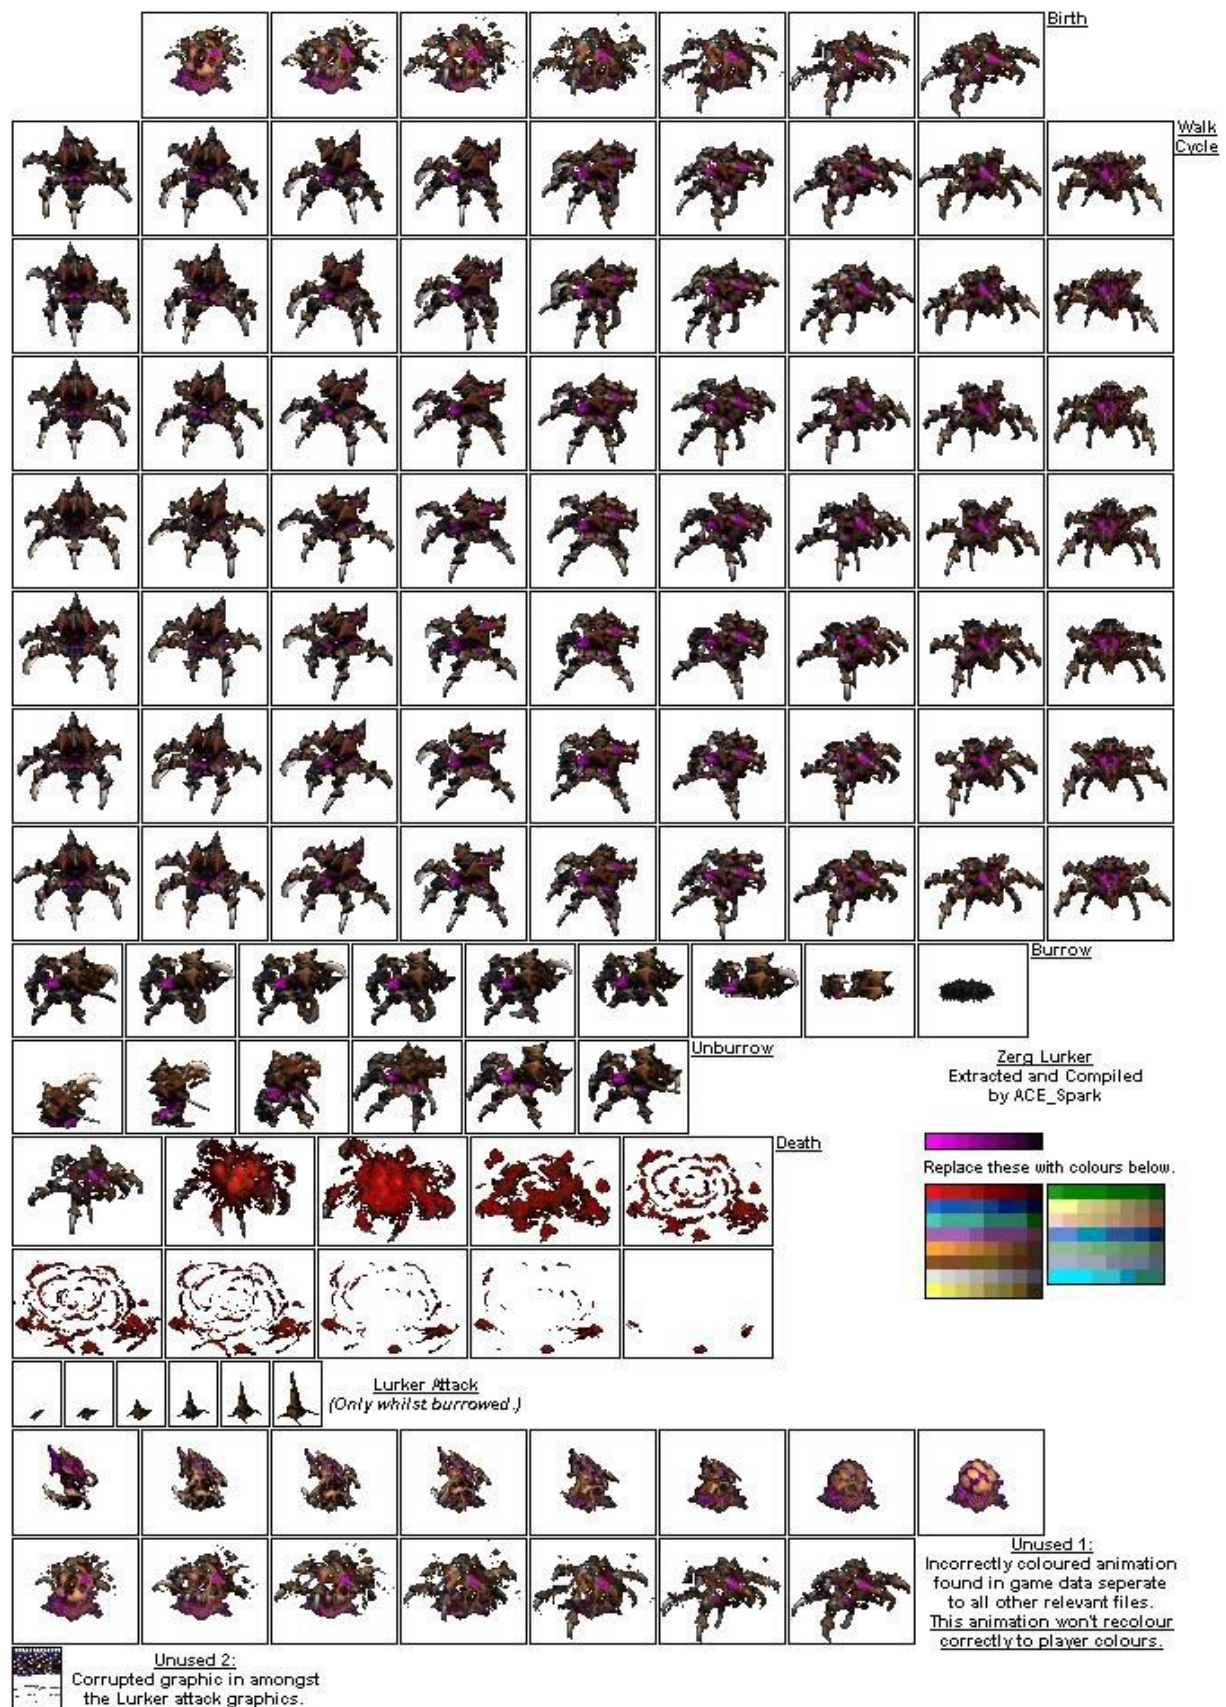 Birth
Walk
Cycle
Burrow
Unburrow
Zerg Lurker
Extracted and Compiled
by ACE_Spark
Death
Replace these with colours below.
Lurker Attack
(Only whilst burrowed.)
Unused 1:
Incorrectly coloured animation
found in game data seperate
to all other relevant files.
This animation won't recolour
correctly to player colours.
Unused 2:
Corrupted graphic in amongst
the Lurker attack graphics.